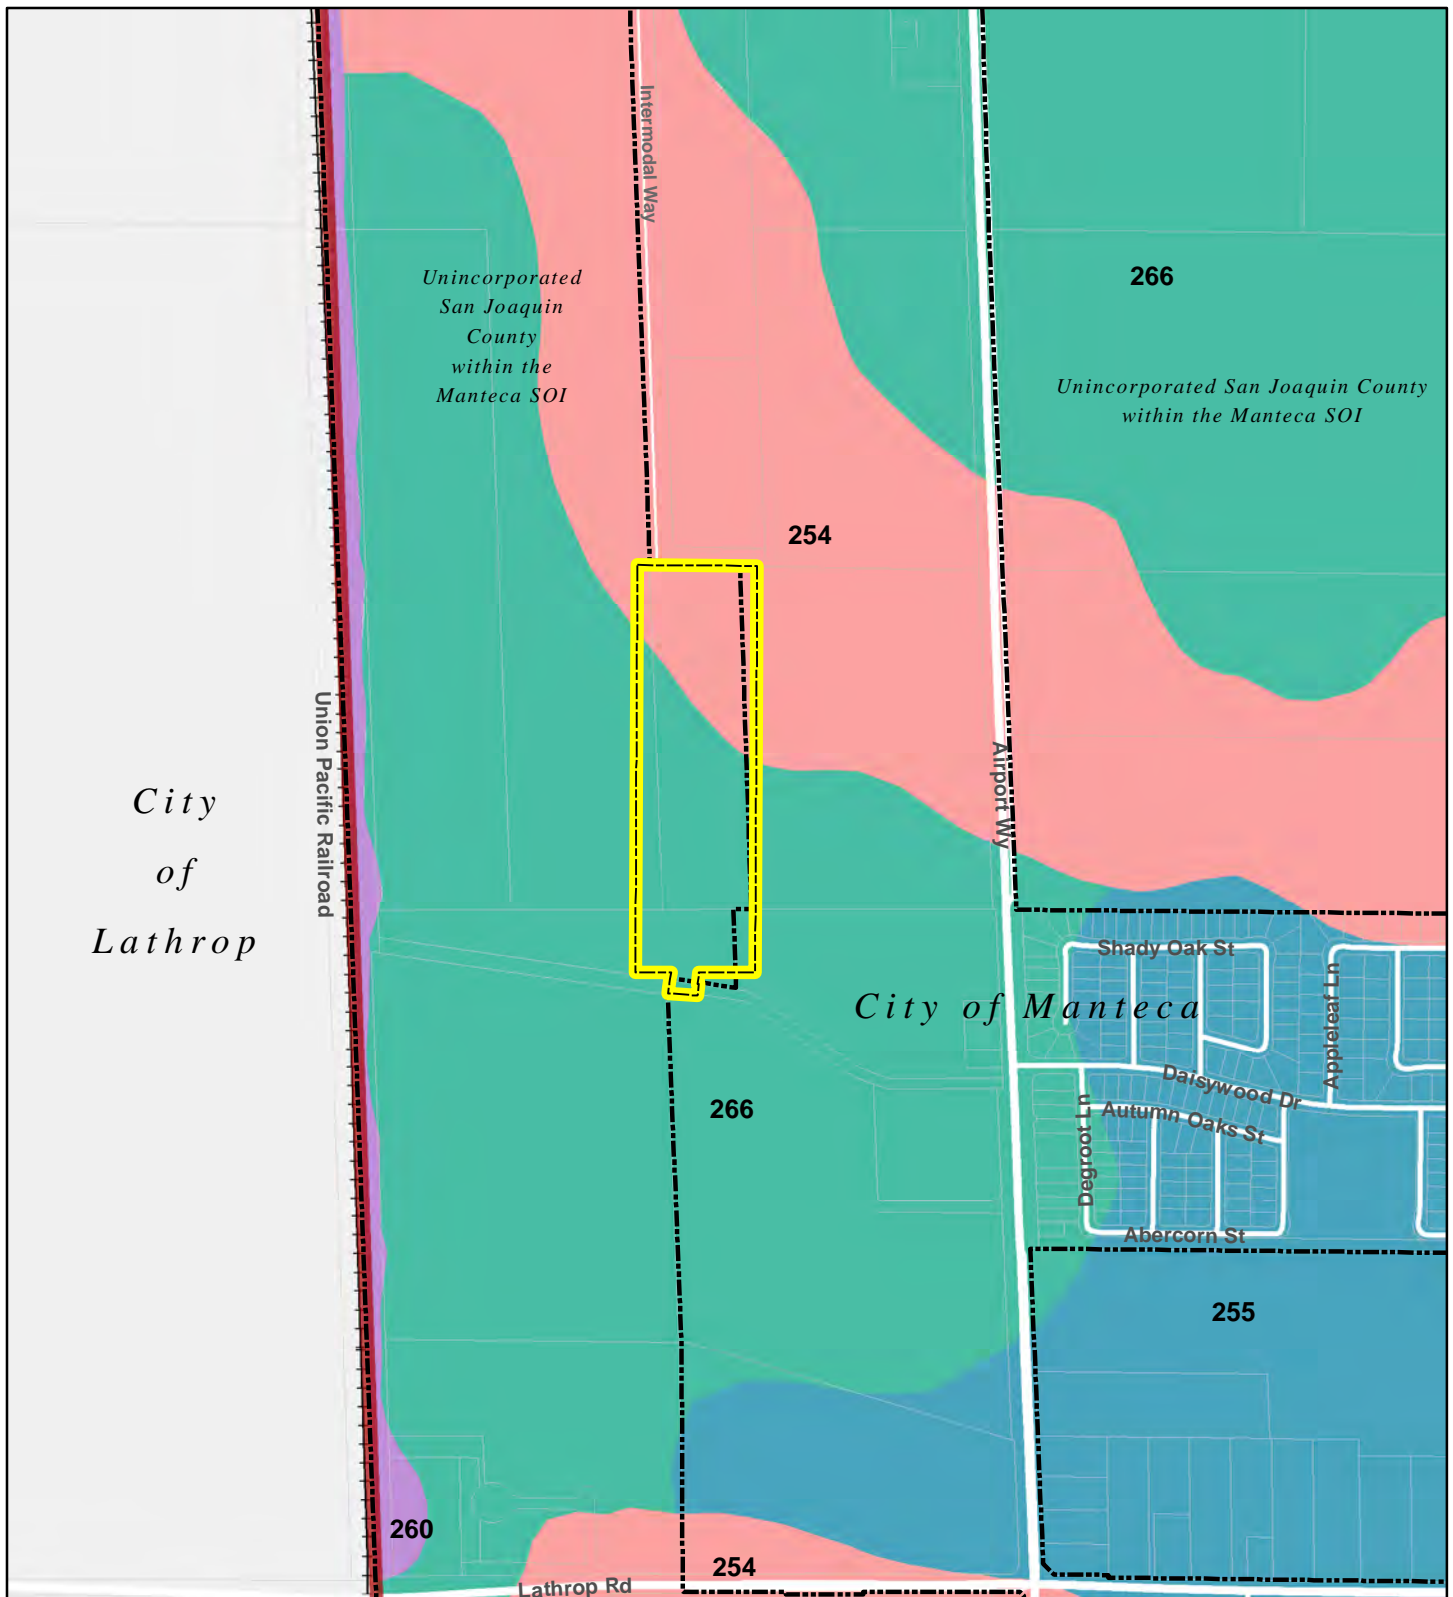 Intermodal Way
266
Unincorporated
San Joaquin
County
within the
Manteca SOI
Unincorporated San Joaquin County
within the Manteca SOI
254
Union Pacific Railroad
Airport Wy
City
of
Lathrop
Shady Oak St
Appleleaf Ln
City of Manteca
Daisywood Dr
Autumn Oaks St
Degroot Ln
266
Abercorn St
255
260
254
Lathrop Rd